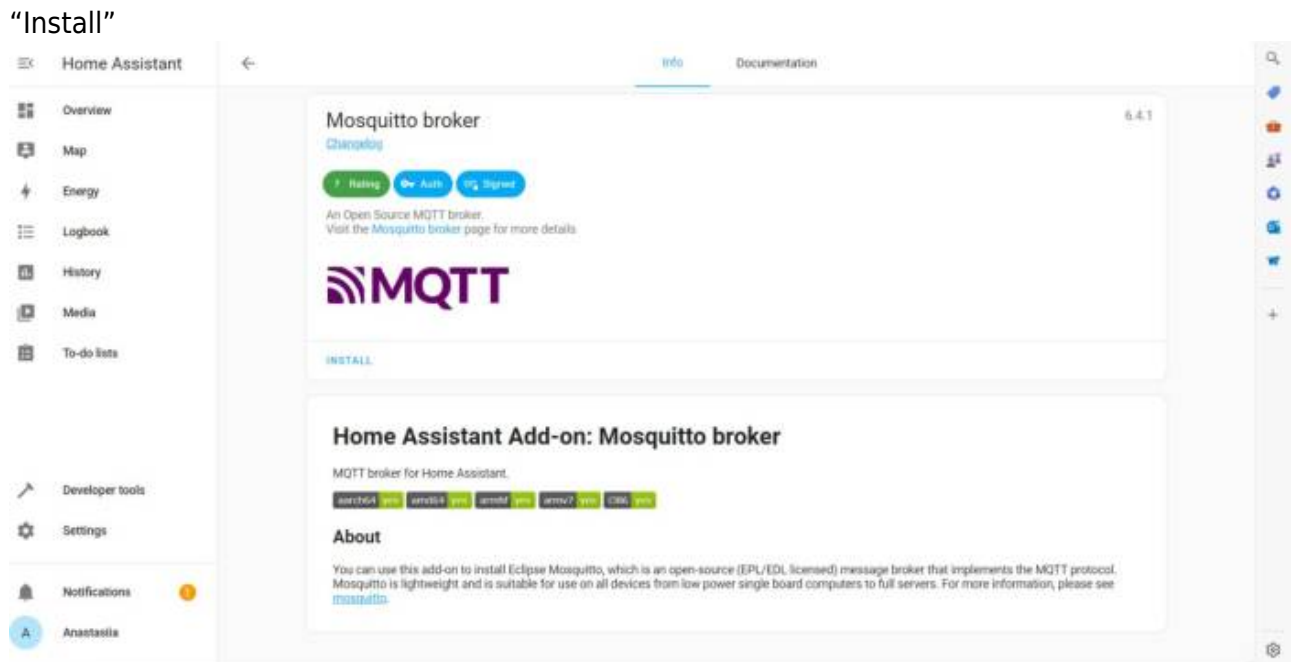 “Install”
Home Assistant
Info
Documentation
Overview
Map
Energy
Logbook
History
Media
To-do lists
Developer tools
Settings
Notifications
A
Anastasiia
Mosquitto broker
6.4.1
Changelog
Rating
Auth
Signed
An Open Source MQTT broker.
Visit the Mosquitto broker page for more details
MQTT
INSTALL
Home Assistant Add-on: Mosquitto broker
MQTT broker for Home Assistant.
aarch64 yes amd64 yes armhf yes armv7 yes i386 yes
About
You can use this add-on to install Eclipse Mosquitto, which is an open-source (EPL/EDL licensed) message broker that implements the MQTT protocol.
Mosquitto is lightweight and is suitable for use on all devices from low power single board computers to full servers. For more information, please see
mosquitto.